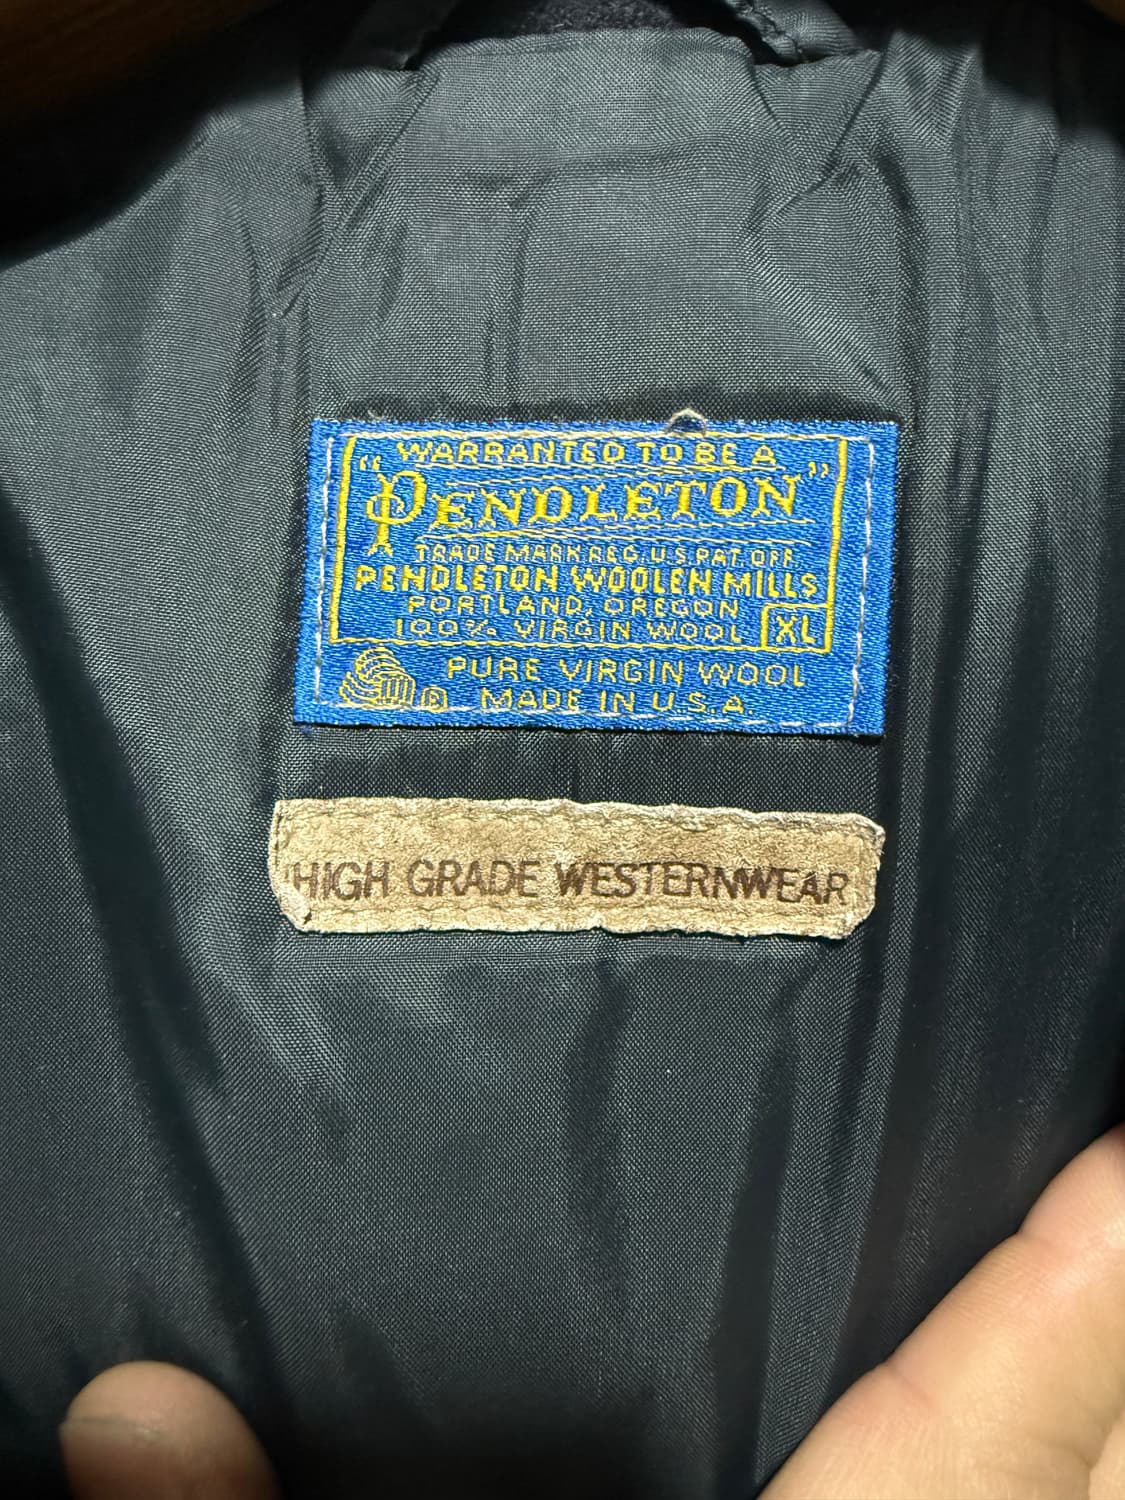 WARRANTED TO BE A
"PENDLETON"
TRADE MARK REG. U.S. PAT. OFF.
PENDLETON WOOLEN MILLS
PORTLAND, OREGON
100% VIRGIN WOOL XL
PURE VIRGIN WOOL
® MADE IN U.S.A.
HIGH GRADE WESTERNWEAR